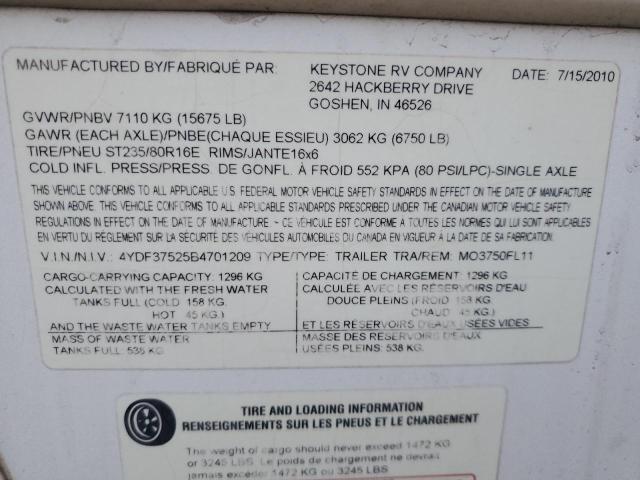 MANUFACTURED BY/FABRIQUÉ PAR: KEYSTONE RV COMPANY DATE: 7/15/2010
2642 HACKBERRY DRIVE
GOSHEN, IN 46526
GVWR/PNBV 7110 KG (15675 LB)
GAWR (EACH AXLE)/PNBE(CHAQUE ESSIEU) 3062 KG (6750 LB)
TIRE/PNEU ST235/80R16E RIMS/JANTE16x6
COLD INFL. PRESS/PRESS. DE GONFL. À FROID 552 KPA (80 PSI/LPC)-SINGLE AXLE
THIS VEHICLE CONFORMS TO ALL APPLICABLE U.S. FEDERAL MOTOR VEHICLE SAFETY STANDARDS IN EFFECT ON THE DATE OF MANUFACTURE
SHOWN ABOVE. THIS VEHICLE CONFORMS TO ALL APPLICABLE STANDARDS PRESCRIBED UNDER THE CANADIAN MOTOR VEHICLE SAFETY
REGULATIONS IN EFFECT ON THE DATE OF MANUFACTURE - CE VÉHICULE EST CONFORME A TOUTES LES NORMES QUI LUI SONT APPLICABLES
EN VERTU DU RÈGLEMENT SUR LA SÉCURITÉ DES VÉHICULES AUTOMOBILES DU CANADA EN VIGUEUR À LA DATE DE SA FABRICATION.
V.I.N./N.I.V.: 4YDF37525B4701209 TYPE/TYPE: TRAILER TRA/REM: MO3750FL11
CARGO-CARRYING CAPACITY: 1296 KG
CALCULATED WITH THE FRESH WATER
TANKS FULL (COLD 158 KG.)
HOT 45 KG.)
AND THE WASTE WATER TANKS EMPTY
MASS OF WASTE WATER
TANKS FULL: 538 KG.
CAPACITÉ DE CHARGEMENT: 1296 KG
CALCULÉE AVEC LES RÉSERVOIRS D'EAU
DOUCE PLEINS (FROID 158 KG.
CHAUD 45 KG.)
ET LES RÉSERVOIRS D'EAUX USÉES VIDES
MASSE DES RÉSERVOIRS D'EAUX
USÉES PLEINS: 538 KG.
TIRE AND LOADING INFORMATION
RENSEIGNEMENTS SUR LES PNEUS ET LE CHARGEMENT
The weight of cargo should never exceed 1472 KG
or 3245 LBS. Le poids de chargement ne devrait
jamais exceder 1472 KG ou 3245 LBS